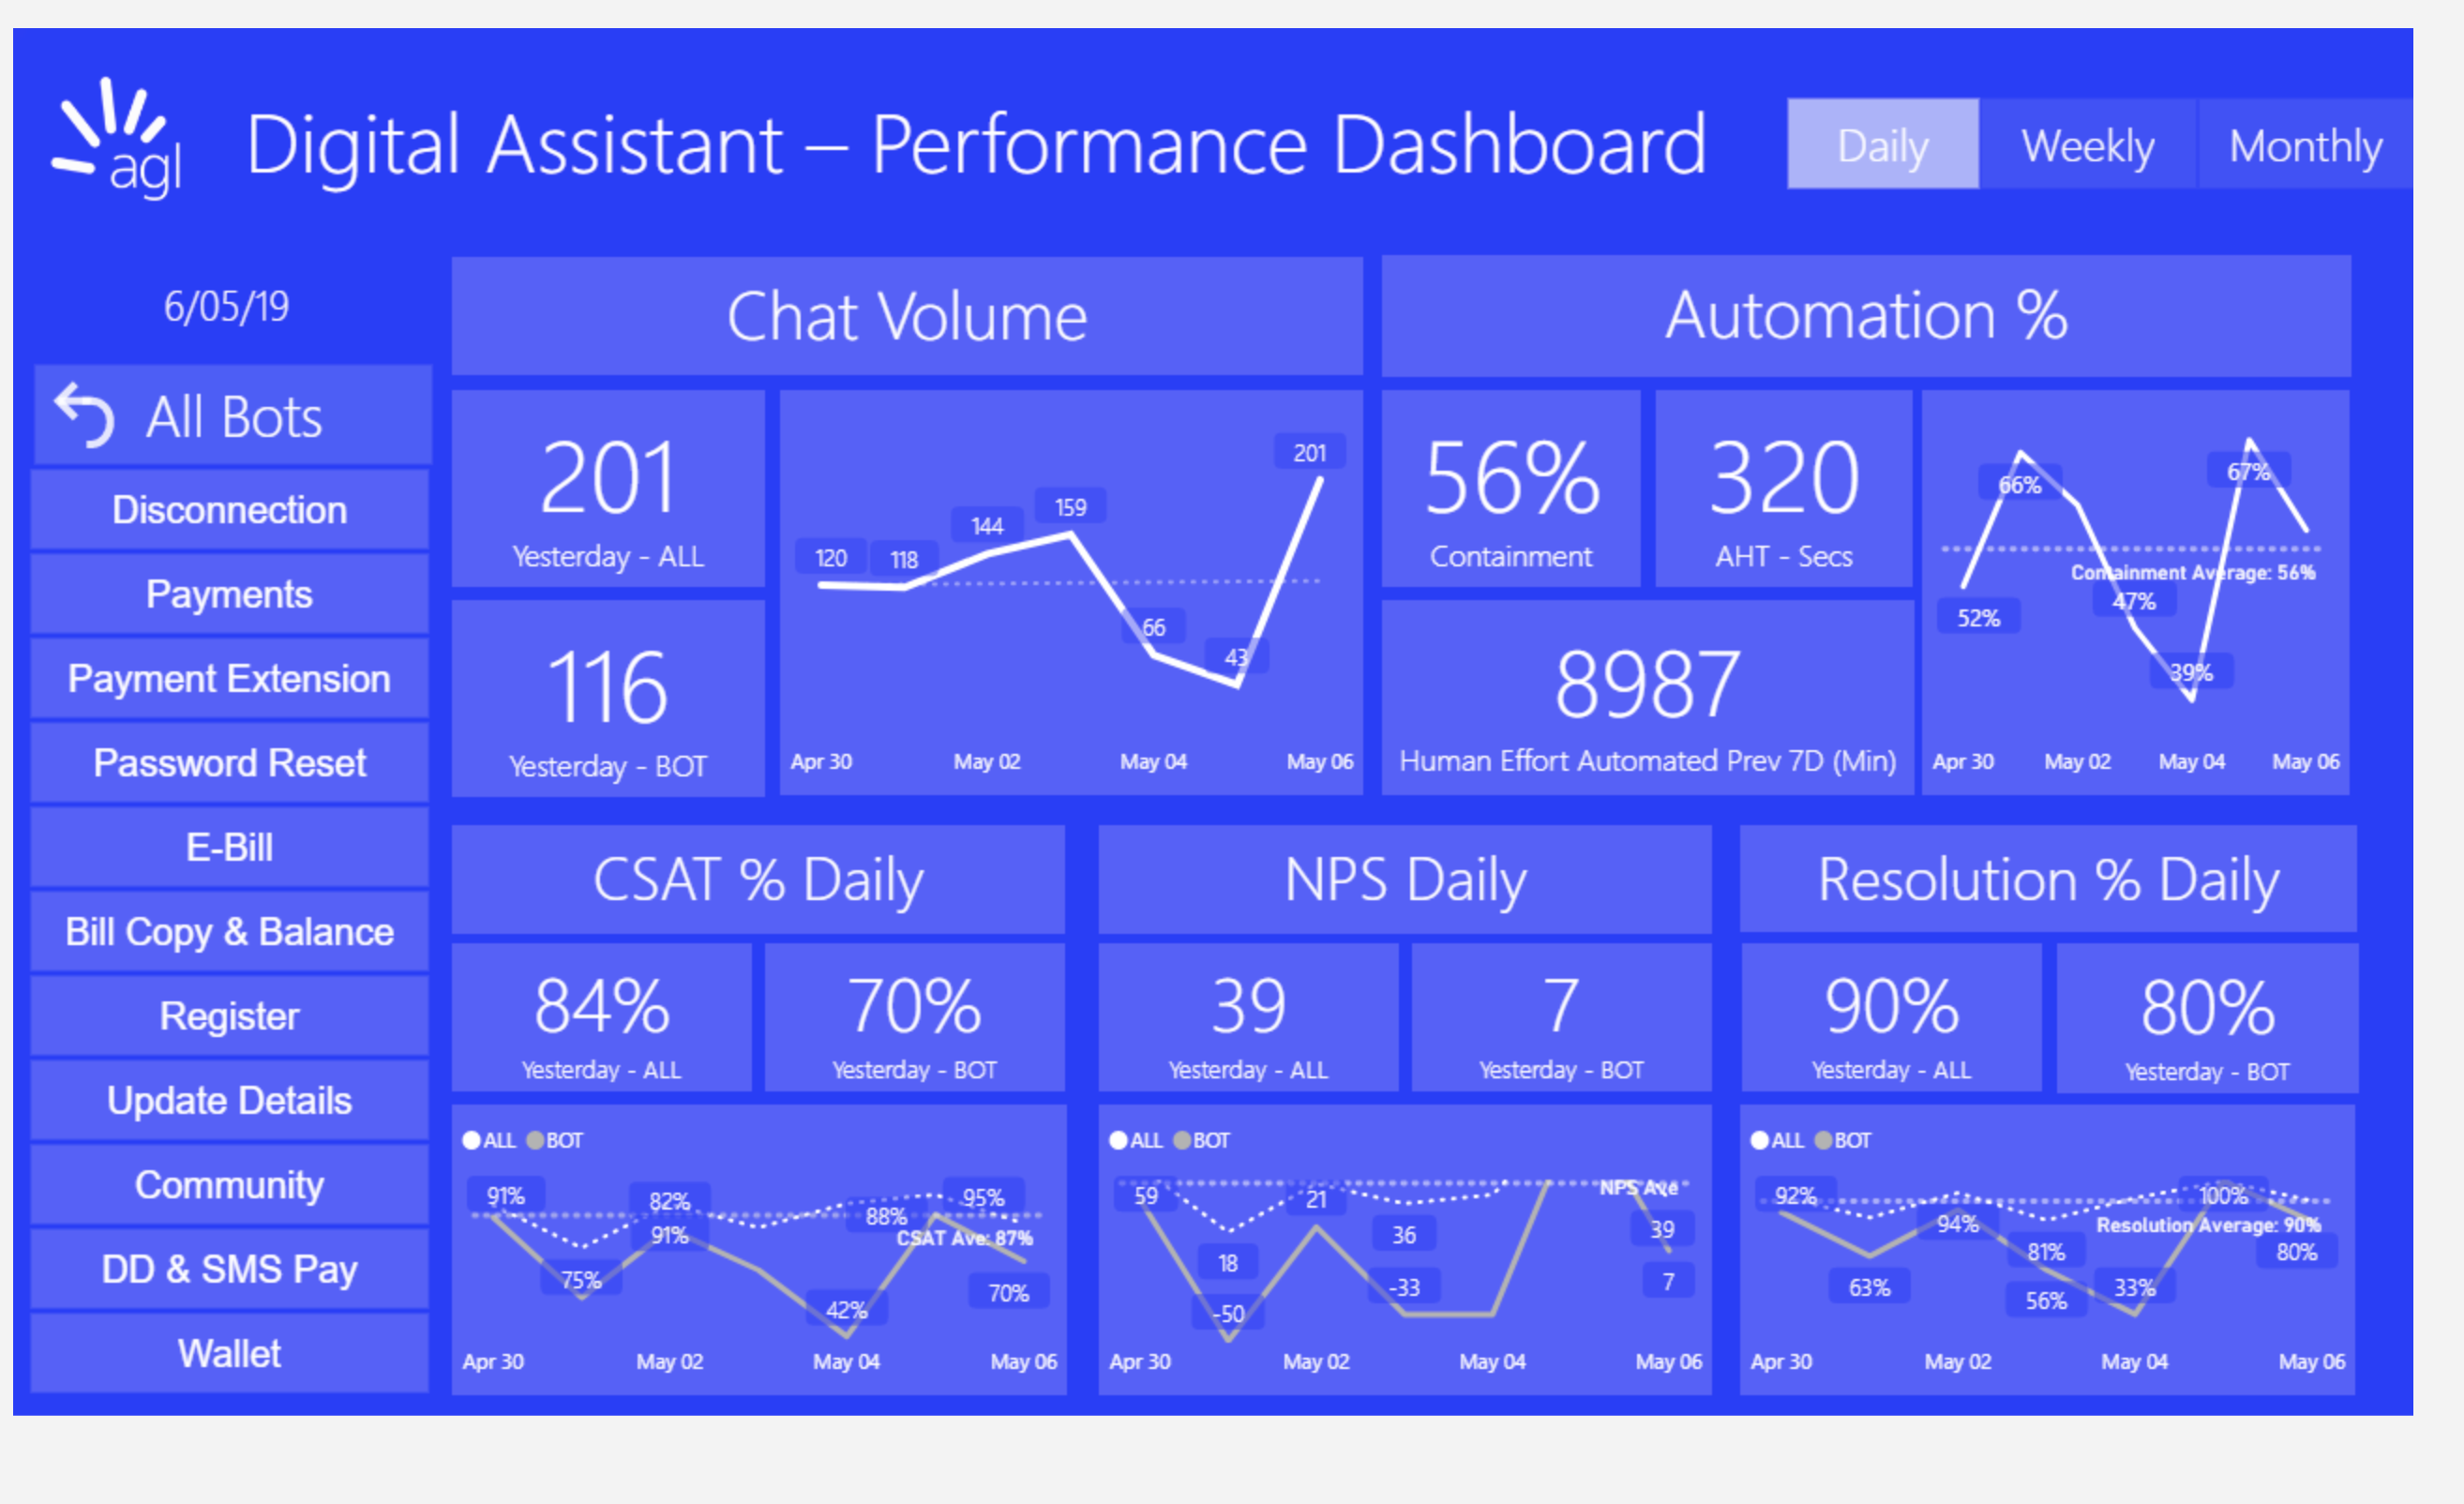 agl
Digital Assistant – Performance Dashboard
Daily Weekly Monthly
6/05/19
All Bots
Disconnection
Payments
Payment Extension
Password Reset
E-Bill
Bill Copy & Balance
Register
Update Details
Community
DD & SMS Pay
Wallet
Chat Volume
201
Yesterday - ALL
116
Yesterday - BOT
120 118 144 159 66 43 201
Apr 30 May 02 May 04 May 06
Automation %
56%
Containment
320
AHT - Secs
8987
Human Effort Automated Prev 7D (Min)
66% 67%
Containment Average: 56%
52% 47%
39%
Apr 30 May 02 May 04 May 06
CSAT % Daily
84%
Yesterday - ALL
70%
Yesterday - BOT
ALL BOT
91% 82% 95%
91% 88%
CSAT Ave: 87%
75% 42% 70%
Apr 30 May 02 May 04 May 06
NPS Daily
39
Yesterday - ALL
7
Yesterday - BOT
ALL BOT
NPS Ave
59 21
36 39
18 -33 7
-50
Apr 30 May 02 May 04 May 06
Resolution % Daily
90%
Yesterday - ALL
80%
Yesterday - BOT
ALL BOT
92% 100%
94%
Resolution Average: 90%
81% 80%
63% 56% 33%
Apr 30 May 02 May 04 May 06